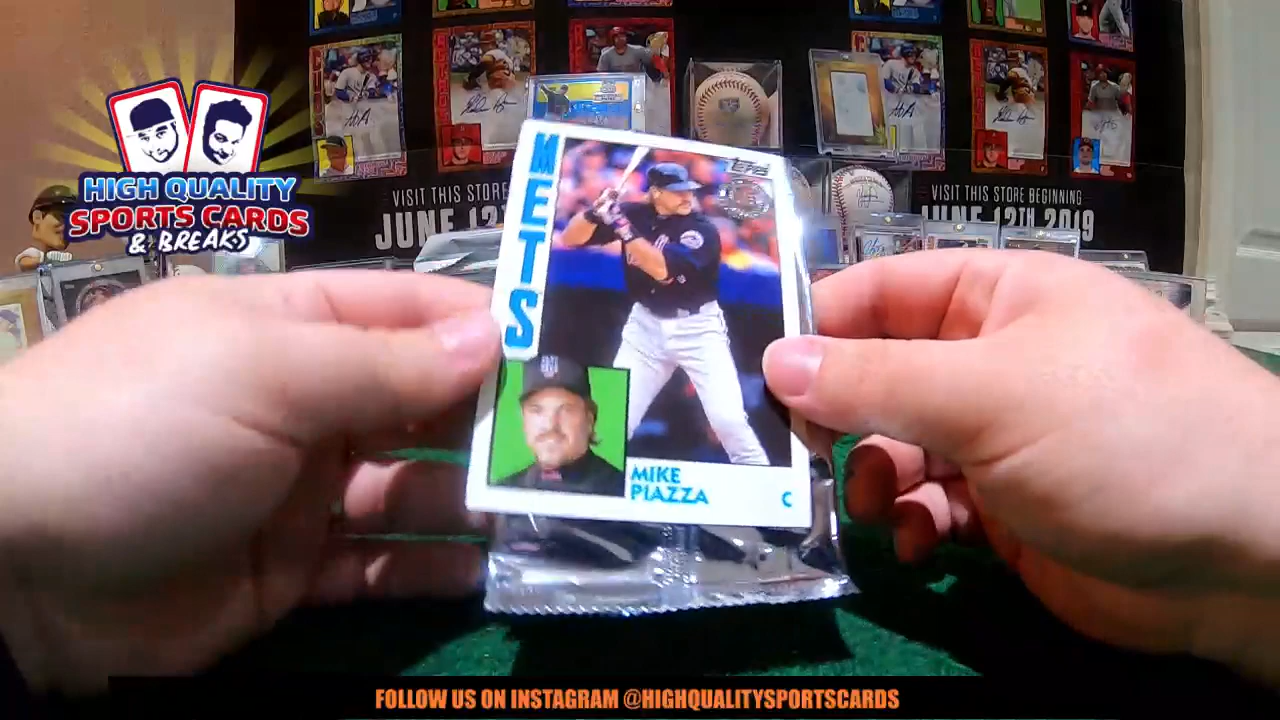 HIGH QUALITY
SPORTS CARDS
& BREAKS
VISIT THIS STORE
JUNE 12
VISIT THIS STORE BEGINNING
JUNE 12TH 2019
METS
TOPPS
MIKE
PIAZZA
C
FOLLOW US ON INSTAGRAM @HIGHQUALITYSPORTSCARDS